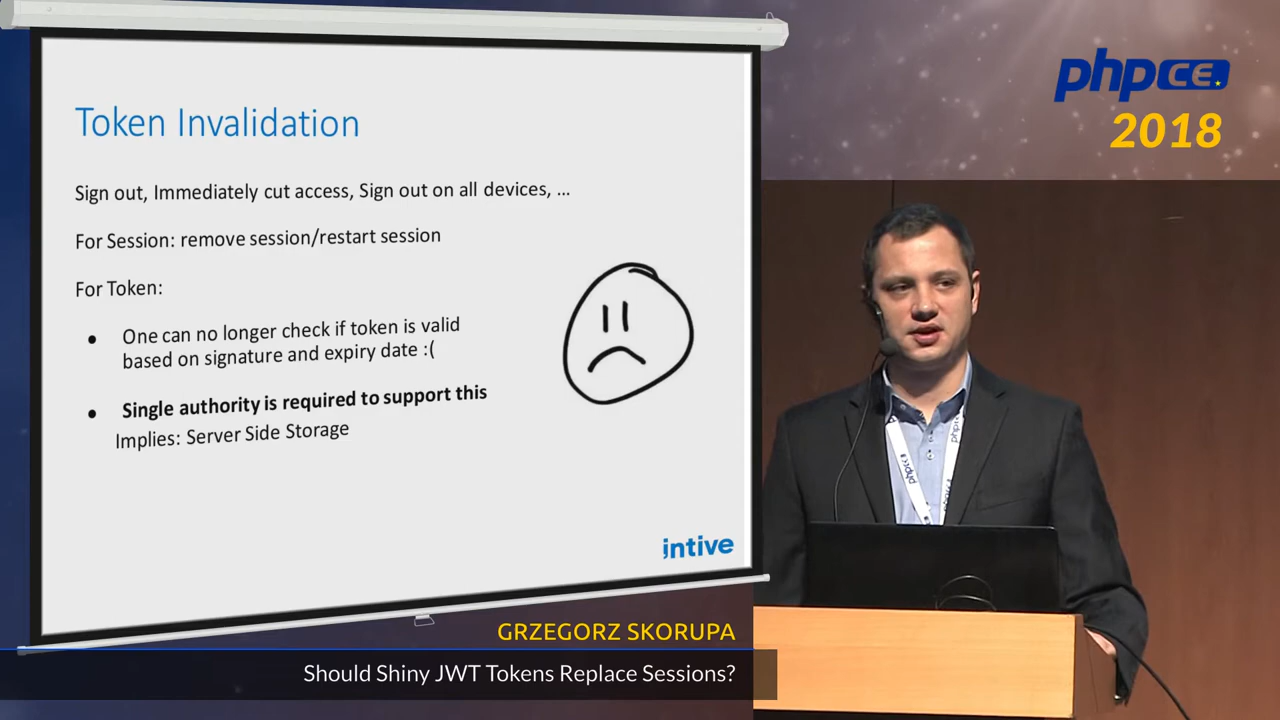 phpce
2018
Token Invalidation
Sign out, Immediately cut access, Sign out on all devices, ...
For Session: remove session/restart session
For Token:
• One can no longer check if token is valid
based on signature and expiry date :(
• Single authority is required to support this
Implies: Server Side Storage
intive
phpce
phpce
GRZEGORZ SKORUPA
Should Shiny JWT Tokens Replace Sessions?